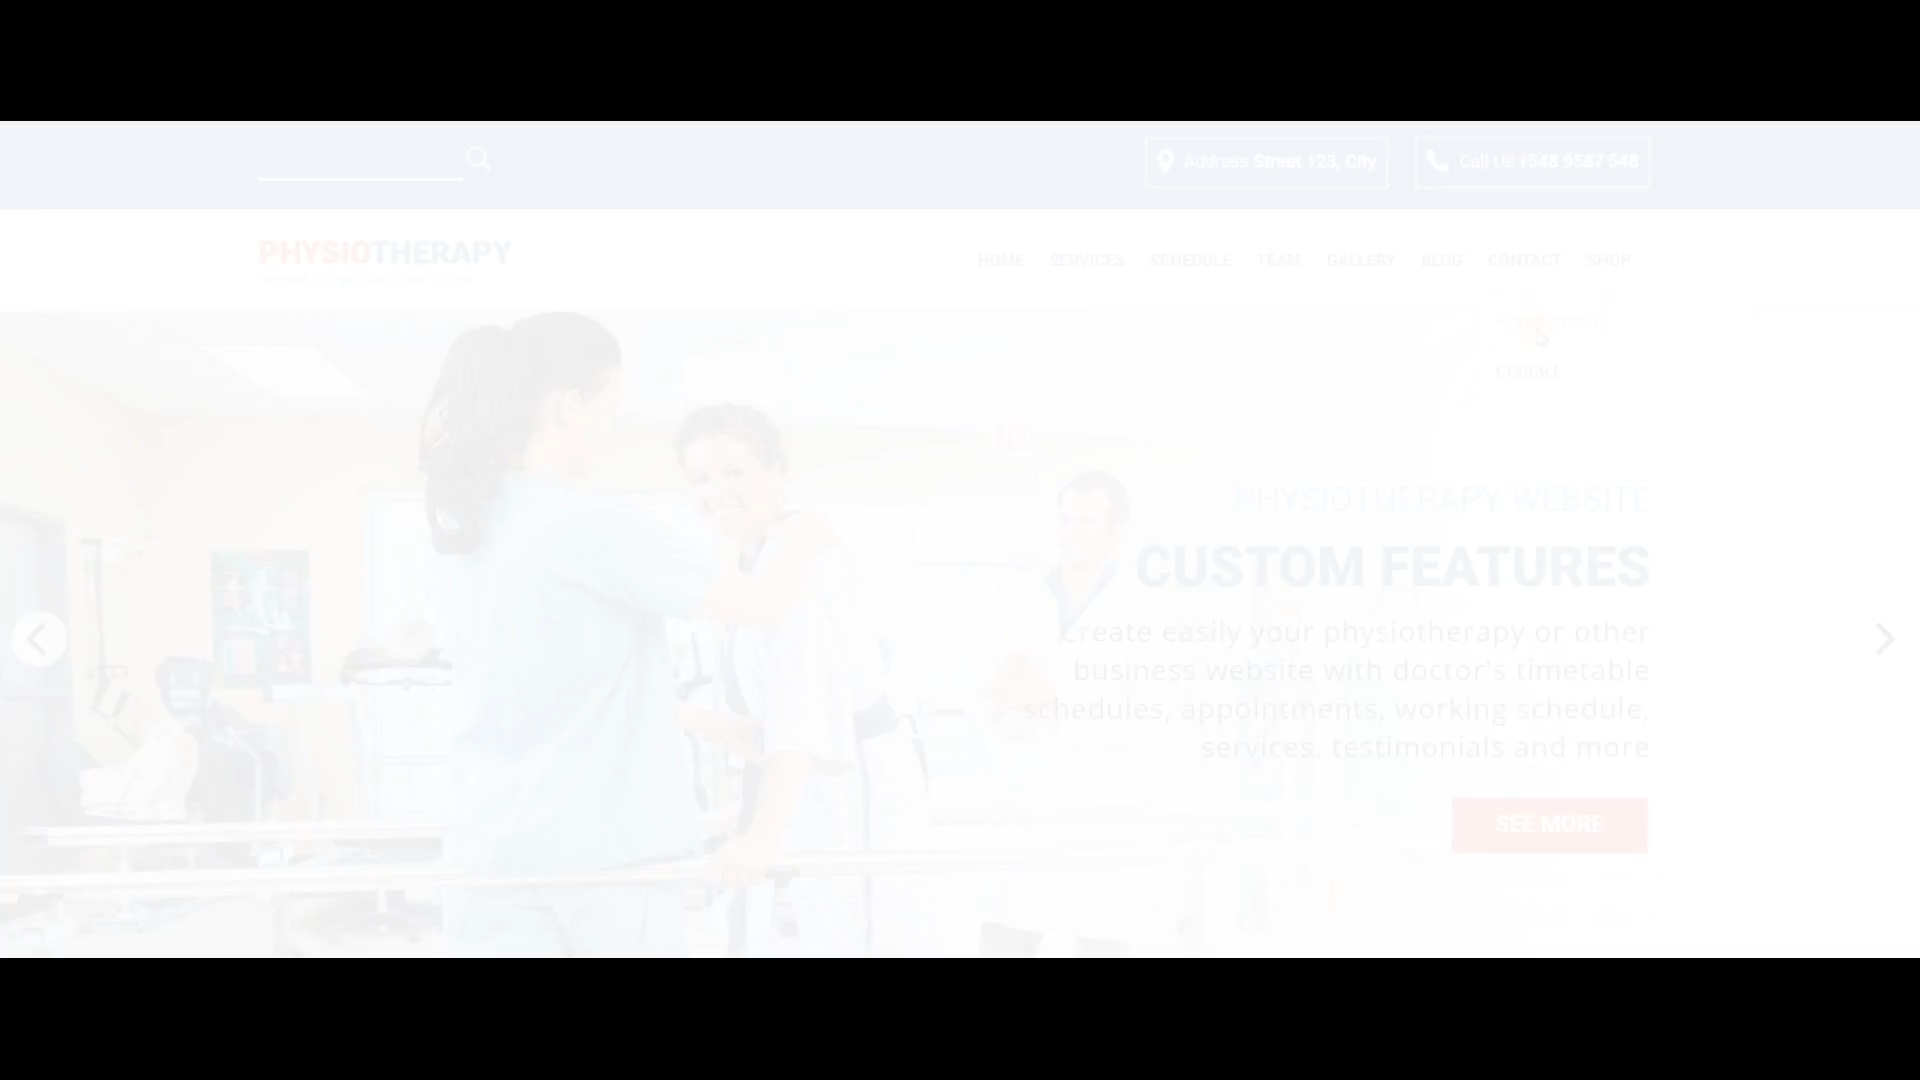 Address Street 123, City
Call Us +548 9587 548
PHYSIOTHERAPY
HOME SERVICES SCHEDULE TEAM GALLERY BLOG CONTACT SHOP
Contact
PHYSIOTHERAPY WEBSITE
CUSTOM FEATURES
Create easily your physiotherapy or other
business website with doctor's timetable
schedules, appointments, working schedule,
services, testimonials and more
SEE MORE